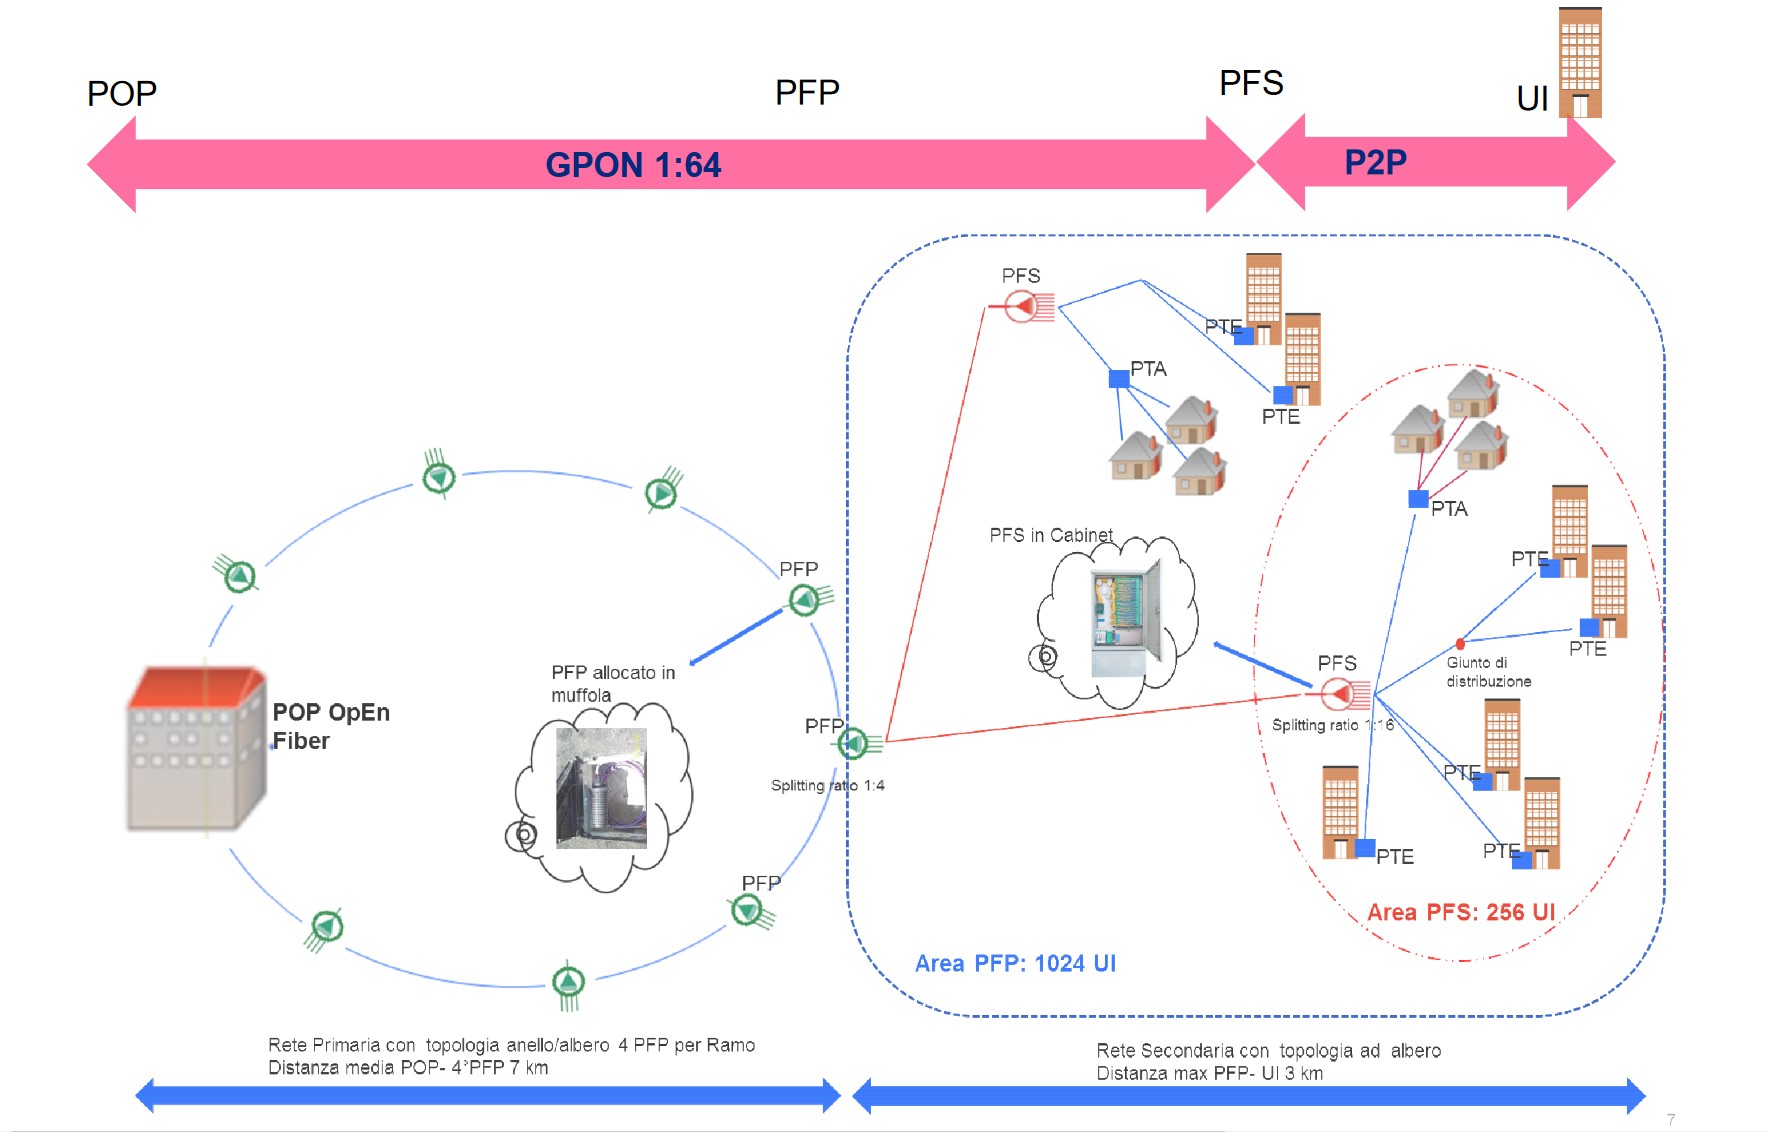 POP
PFP
PFS
UI
GPON 1:64
P2P
PFS
PTE
PTA
PTE
PFS in Cabinet
PTA
PTE
PTE
Giunto di
distribuzione
PFP
PFP allocato in
muffola
PFS
POP OpEn
Fiber
PFP
Splitting ratio 1:16
Splitting ratio 1:4
PTE
PTE
PTE
PFP
Area PFS: 256 UI
Area PFP: 1024 UI
Rete Primaria con topologia anello/albero 4 PFP per Ramo
Distanza media POP- 4°PFP 7 km
Rete Secondaria con topologia ad albero
Distanza max PFP- UI 3 km
7